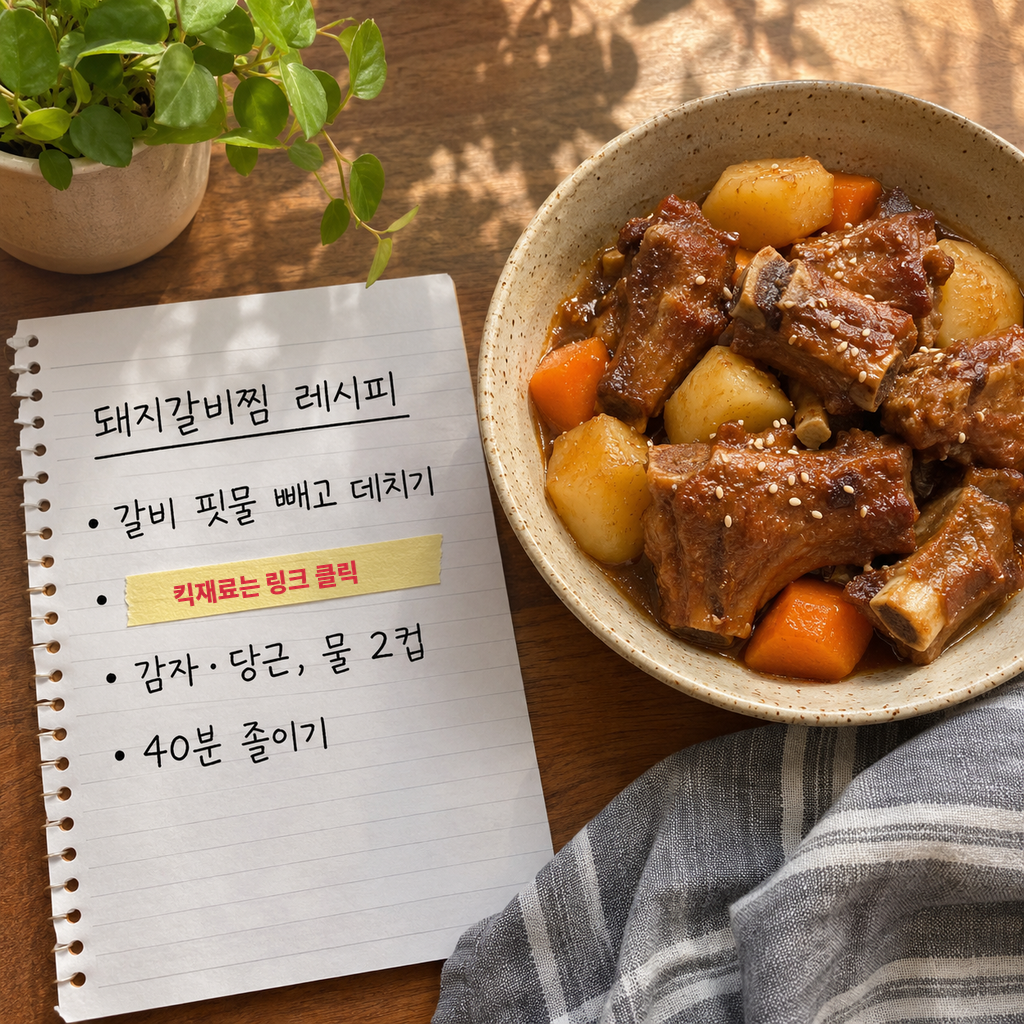 돼지갈비찜 레시피
• 갈비 핏물 빼고 데치기
• 킥재료는 링크 클릭
• 감자·당근, 물 2컵
• 40분 졸이기